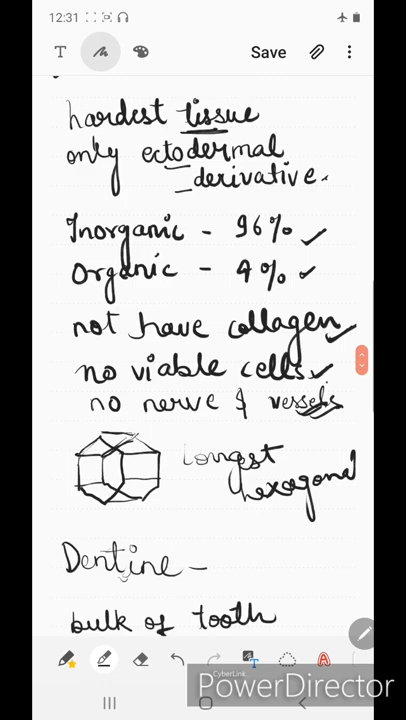 12:31
T
Save
hardest tissue
only ectodermal
derivative.
Inorganic - 96%
Organic - 4%
not have collagen
no viable cells
no nerve & vessels
Longest
hexagonal
Dentine -
bulk of tooth
T
A
CyberLink
PowerDirector